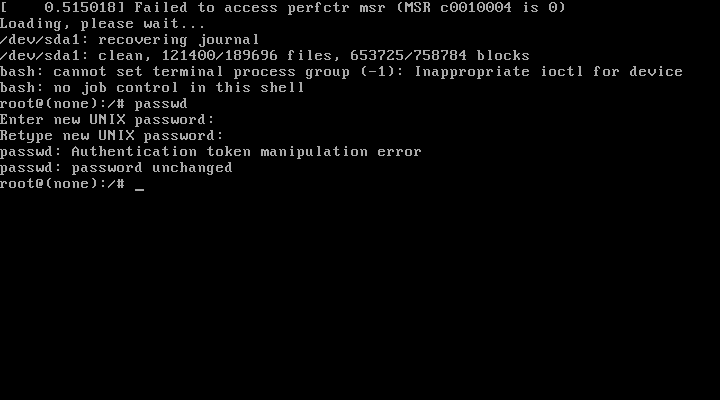 [    0.515018] Failed to access perfctr msr (MSR c0010004 is 0)
Loading, please wait...
/dev/sda1: recovering journal
/dev/sda1: clean, 121400/189696 files, 653725/758784 blocks
bash: cannot set terminal process group (-1): Inappropriate ioctl for device
bash: no job control in this shell
root@(none):/# passwd
Enter new UNIX password:
Retype new UNIX password:
passwd: Authentication token manipulation error
passwd: password unchanged
root@(none):/# _